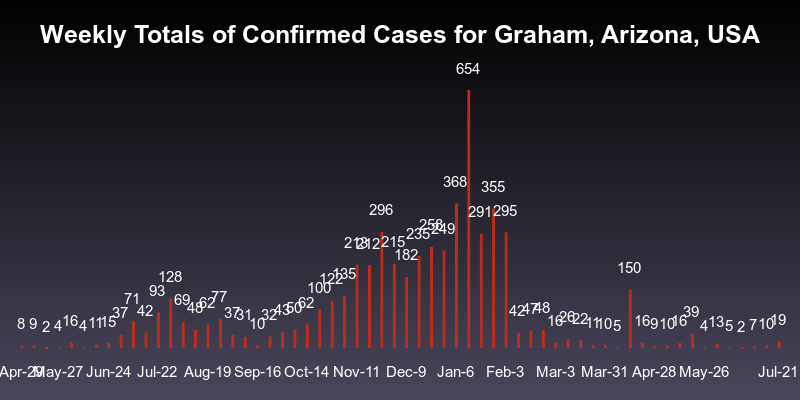 Weekly Totals of Confirmed Cases for Graham, Arizona, USA
8 9 2 4 16 4 11 15 37 71 42 93 128 69 48 62 77 37 31 10 32 43 50 62 100 122 135 213 212 296 215 182 235 258 249 368 654 291 355 295 42 47 48 16 26 22 11 10 5 150 16 9 10 16 39 4 13 5 2 7 10 19
Apr-29 May-27 Jun-24 Jul-22 Aug-19 Sep-16 Oct-14 Nov-11 Dec-9 Jan-6 Feb-3 Mar-3 Mar-31 Apr-28 May-26 Jul-21